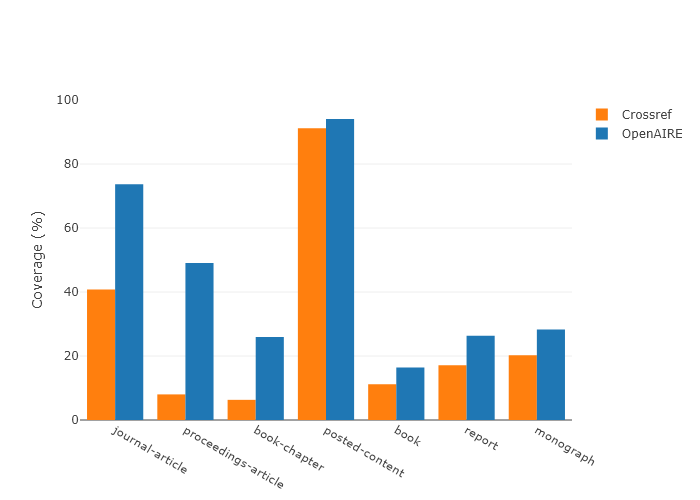 100
80
60
40
20
0
Coverage (%)
journal-article
proceedings-article
book-chapter
posted-content
book
report
monograph
Crossref
OpenAIRE